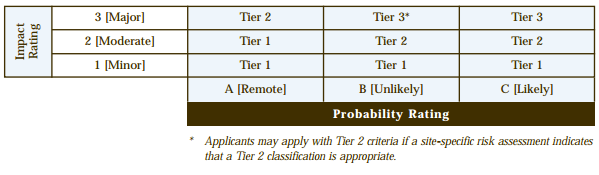 Impact Rating
3 [Major] Tier 2 Tier 3* Tier 3
2 [Moderate] Tier 1 Tier 2 Tier 2
1 [Minor] Tier 1 Tier 1 Tier 1
A [Remote] B [Unlikely] C [Likely]
Probability Rating
* Applicants may apply with Tier 2 criteria if a site-specific risk assessment indicates
that a Tier 2 classification is appropriate.